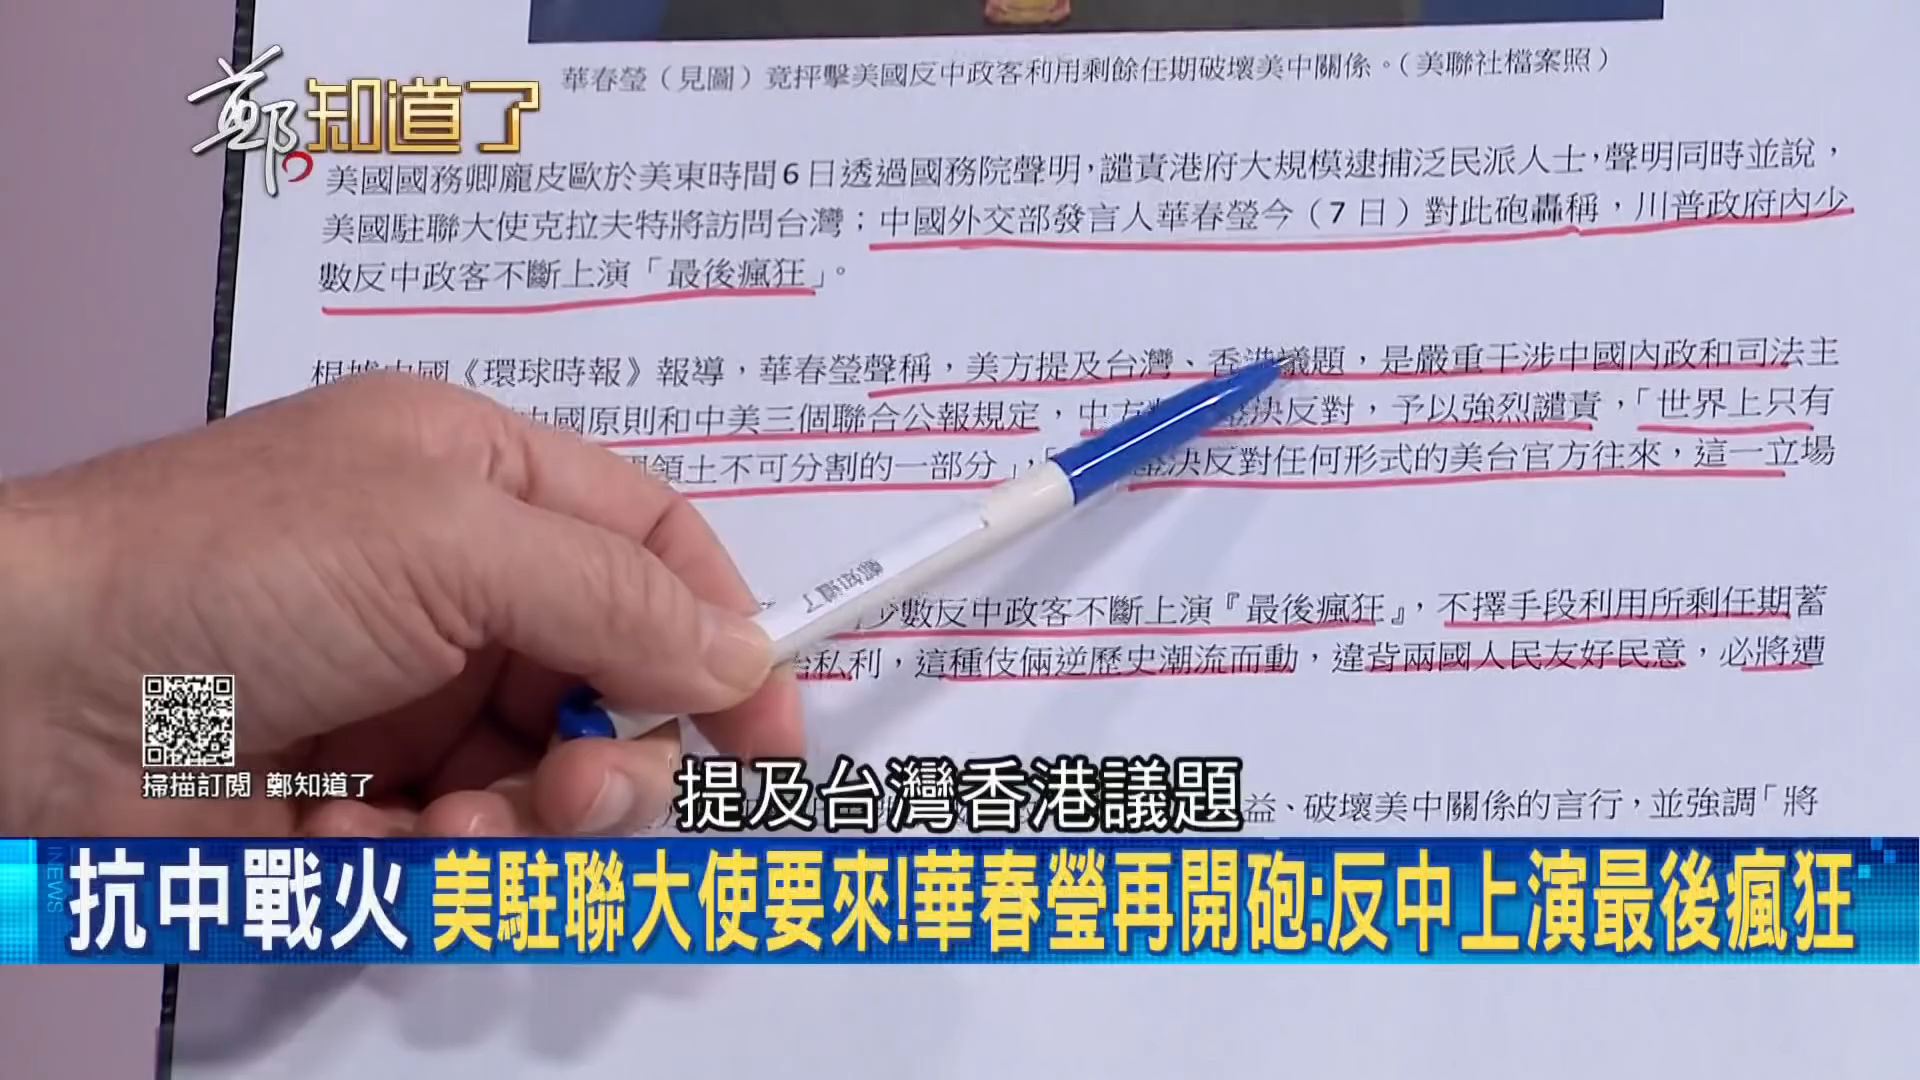 華春瑩（見圖）竟抨擊美國反中政客利用剩餘任期破壞美中關係。（美聯社檔案照）
鄭知道了
美國國務卿龐皮歐於美東時間6日透過國務院聲明，譴責港府大規模逮捕泛民派人士，聲明同時並說，
美國駐聯大使克拉夫特將訪問台灣；中國外交部發言人華春瑩今（7日）對此砲轟稱，川普政府內少
數反中政客不斷上演「最後瘋狂」。
根據中國《環球時報》報導，華春瑩聲稱，美方提及台灣、香港議題，是嚴重干涉中國內政和司法主
中國原則和中美三個聯合公報規定，中方對 堅決反對，予以強烈譴責，「世界上只有
領土不可分割的一部分」，「 堅決反對任何形式的美台官方往來，這一立場
鄭知道了
少數反中政客不斷上演『最後瘋狂』，不擇手段利用所剩任期蓄
治私利，這種伎倆逆歷史潮流而動，違背兩國人民友好民意，必將遭
掃描訂閱 鄭知道了
提及台灣香港議題
益、破壞美中關係的言行，並強調「將
iNEWS
抗中戰火 美駐聯大使要來!華春瑩再開砲:反中上演最後瘋狂